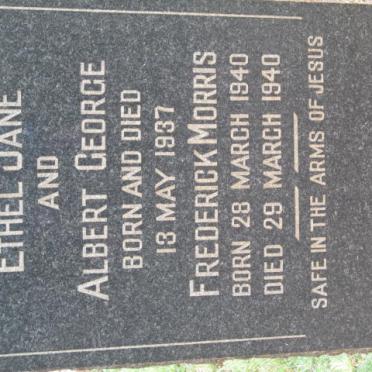 ETHEL JANE
AND
ALBERT GEORGE
BORN AND DIED
13 MAY 1937
FREDERICK MORRIS
BORN 28 MARCH 1940
DIED 29 MARCH 1940
SAFE IN THE ARMS OF JESUS